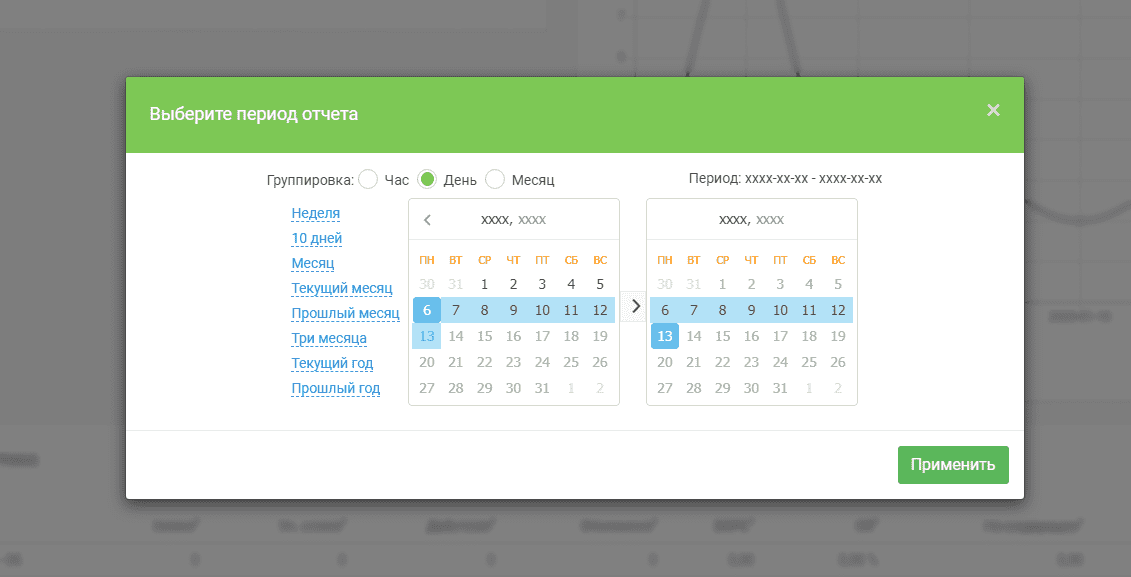 Выберите период отчета ×
Группировка: Час День Месяц
Период: xxxx-xx-xx - xxxx-xx-xx
Неделя
10 дней
Месяц
Текущий месяц
Прошлый месяц
Три месяца
Текущий год
Прошлый год
xxxx, xxxx
ПН ВТ СР ЧТ ПТ СБ ВС
30 31 1 2 3 4 5
6 7 8 9 10 11 12
13 14 15 16 17 18 19
20 21 22 23 24 25 26
27 28 29 30 31 1 2
xxxx, xxxx
ПН ВТ СР ЧТ ПТ СБ ВС
30 31 1 2 3 4 5
6 7 8 9 10 11 12
13 14 15 16 17 18 19
20 21 22 23 24 25 26
27 28 29 30 31 1 2
Применить